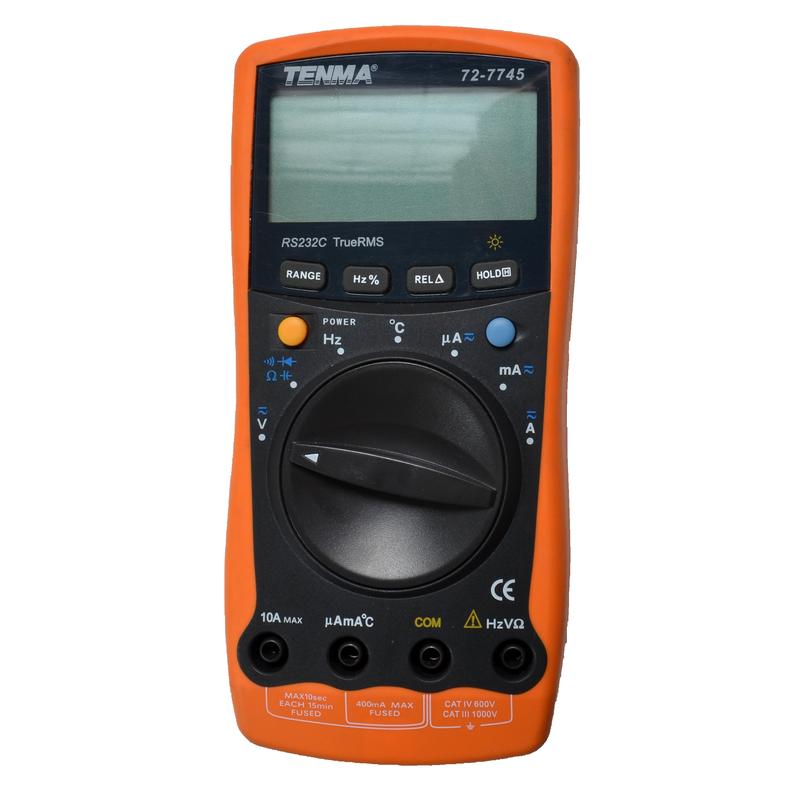 TENMA® 72-7745
RS232C TrueRMS
RANGE Hz% REL∆ HOLD H
POWER
Hz °C μA mA
Ω
V A
CE
10A MAX μAmA°C COM HzVΩ
MAX10sec
EACH 15min
FUSED
400mA MAX
FUSED
CAT IV 600V
CAT III 1000V